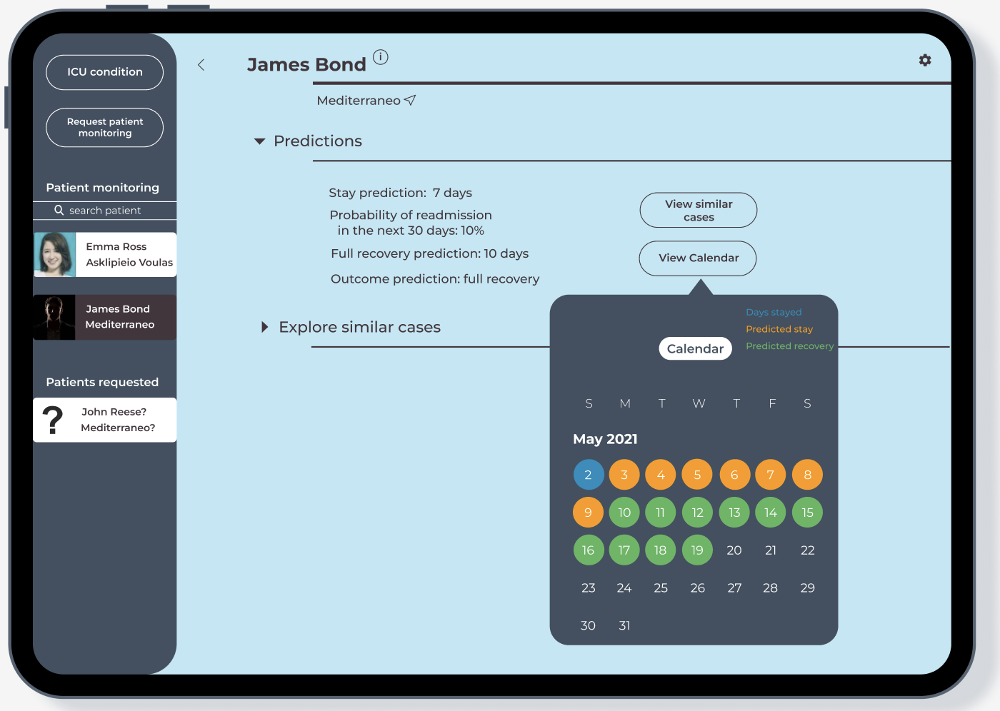 ICU condition
Request patient
monitoring
Patient monitoring
search patient
Emma Ross
Asklipieio Voulas
James Bond
Mediterraneo
Patients requested
?
John Reese?
Mediterraneo?
James Bond i
Mediterraneo
Predictions
Stay prediction: 7 days
Probability of readmission
in the next 30 days: 10%
Full recovery prediction: 10 days
Outcome prediction: full recovery
View similar
cases
View Calendar
Explore similar cases
Days stayed
Predicted stay
Predicted recovery
Calendar
S M T W T F S
May 2021
2 3 4 5 6 7 8
9 10 11 12 13 14 15
16 17 18 19 20 21 22
23 24 25 26 27 28 29
30 31